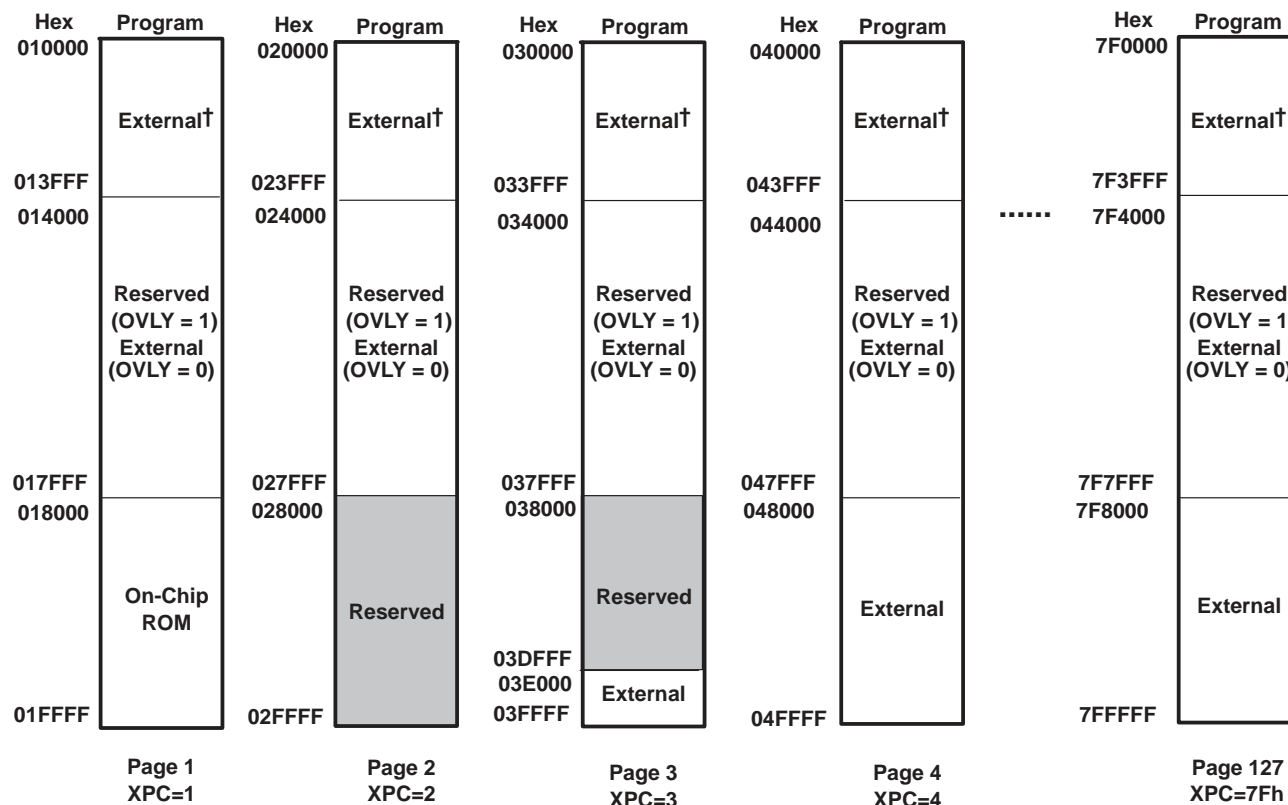 Hex Program
010000
External†
013FFF
014000
Reserved
(OVLY = 1)
External
(OVLY = 0)
017FFF
018000
On-Chip
ROM
01FFFF
Page 1
XPC=1
Hex Program
020000
External†
023FFF
024000
Reserved
(OVLY = 1)
External
(OVLY = 0)
027FFF
028000
Reserved
02FFFF
Page 2
XPC=2
Hex Program
030000
External†
033FFF
034000
Reserved
(OVLY = 1)
External
(OVLY = 0)
037FFF
038000
Reserved
03DFFF
03E000
External
03FFFF
Page 3
XPC=3
Hex Program
040000
External†
043FFF
044000
Reserved
(OVLY = 1)
External
(OVLY = 0)
047FFF
048000
External
04FFFF
Page 4
XPC=4
......
Hex Program
7F0000
External†
7F3FFF
7F4000
Reserved
(OVLY = 1
External
(OVLY = 0)
7F7FFF
7F8000
External
7FFFFF
Page 127
XPC=7Fh